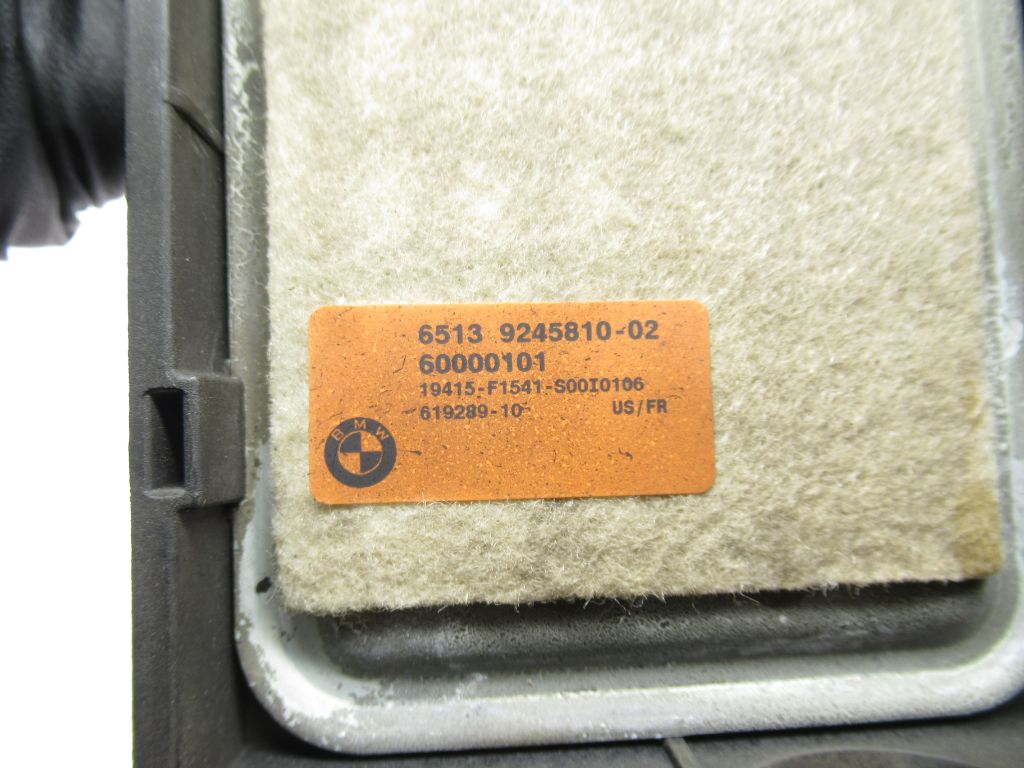 6513 9245810-02
60000101
19415-F1541-S00I0106
619289-10 US/FR
BMW